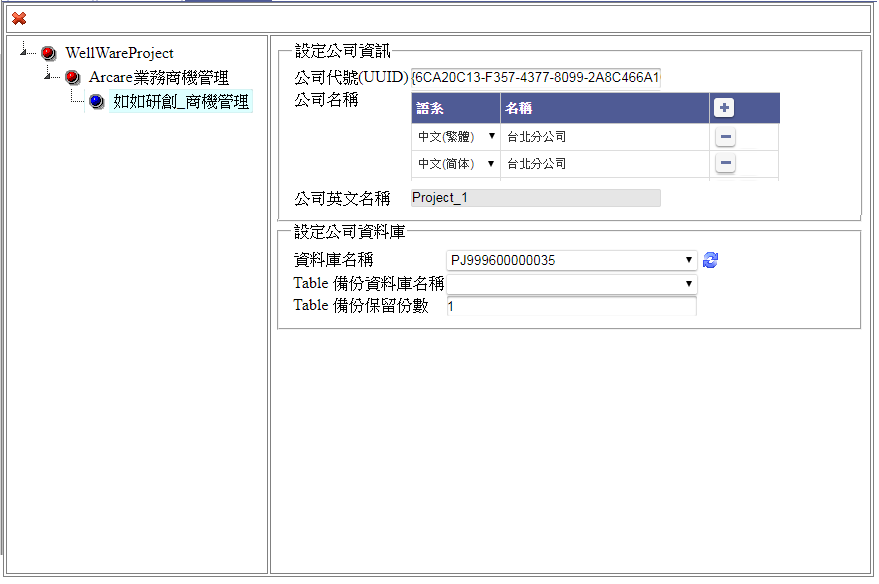 WellWareProject
Arcare業務商機管理
如如研創_商機管理
設定公司資訊
公司代號(UUID) {6CA20C13-F357-4377-8099-2A8C466A1
公司名稱
語系 名稱
中文(繁體) 台北分公司
中文(简体) 台北分公司
公司英文名稱 Project_1
設定公司資料庫
資料庫名稱 PJ999600000035
Table 備份資料庫名稱
Table 備份保留份數 1